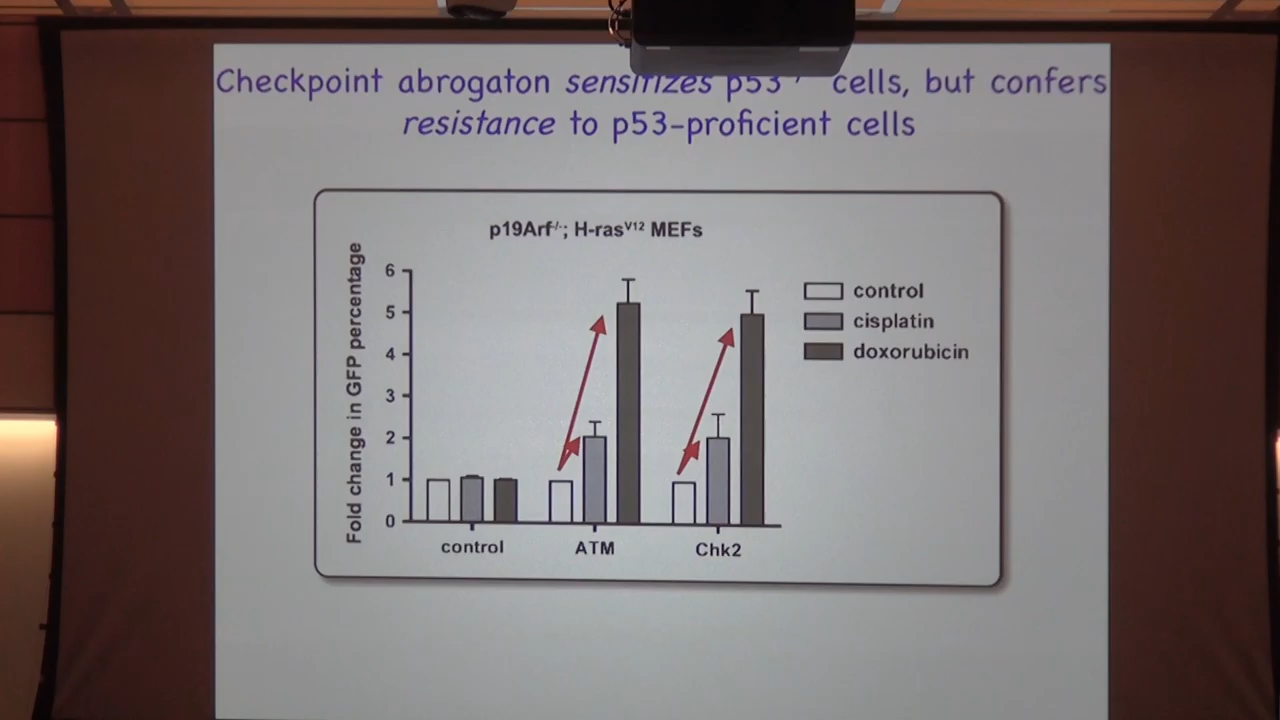 Checkpoint abrogaton sensitizes p53⁻/⁻ cells, but confers
resistance to p53-proficient cells
p19Arf-/-; H-rasV12 MEFs
Fold change in GFP percentage
6
5
4
3
2
1
0
control
ATM
Chk2
control
cisplatin
doxorubicin